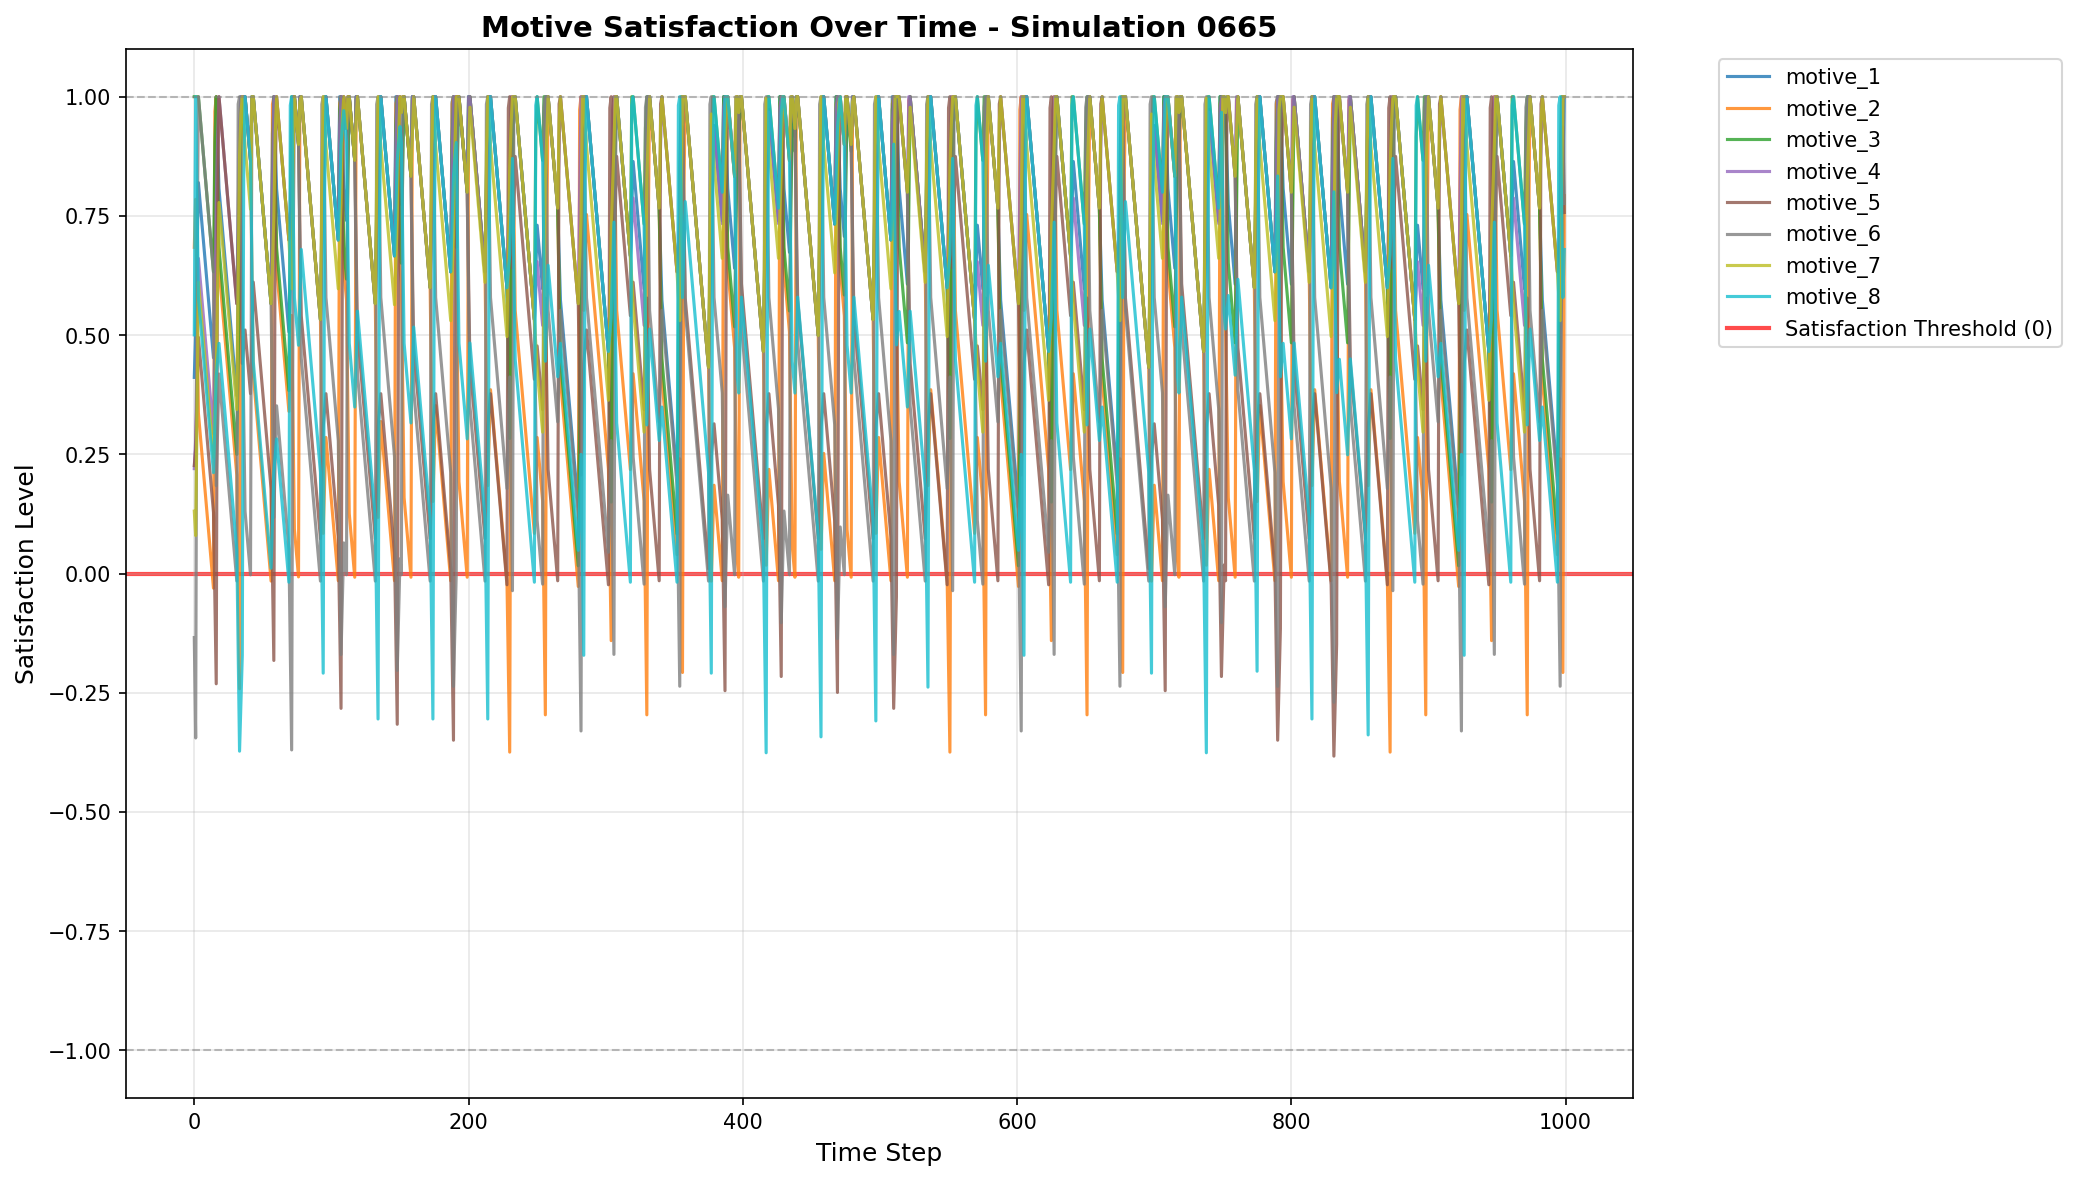 Motive Satisfaction Over Time - Simulation 0665
Satisfaction Level
1.00
0.75
0.50
0.25
0.00
−0.25
−0.50
−0.75
−1.00
0
200
400
600
800
1000
Time Step
motive_1
motive_2
motive_3
motive_4
motive_5
motive_6
motive_7
motive_8
Satisfaction Threshold (0)